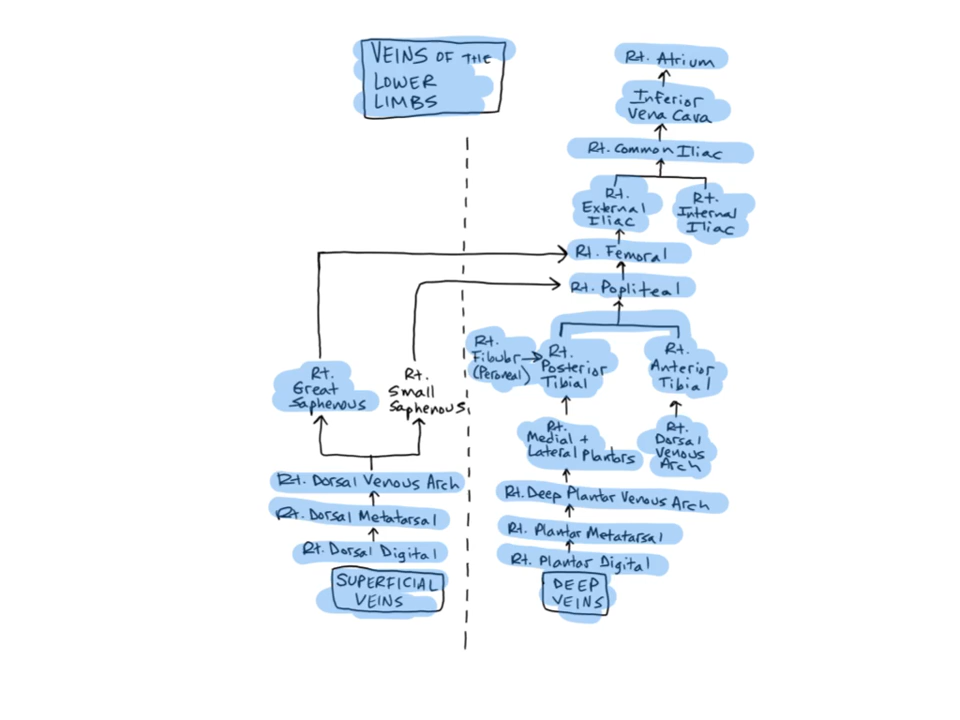 VEINS OF THE
LOWER
LIMBS
Rt. Atrium
Inferior
Vena Cava
Rt. Common Iliac
Rt.
External
Iliac
Rt.
Internal
Iliac
Rt. Femoral
Rt. Popliteal
Rt.
Fibular
(Peroneal)
Rt.
Posterior
Tibial
Rt.
Anterior
Tibial
Rt.
Great
Saphenous
Rt.
Small
Saphenous
Rt.
Medial +
Lateral Plantars
Rt.
Dorsal
Venous
Arch
Rt. Dorsal Venous Arch
Rt. Dorsal Metatarsal
Rt. Dorsal Digital
SUPERFICIAL
VEINS
Rt. Deep Plantar Venous Arch
Rt. Plantar Metatarsal
Rt. Plantar Digital
DEEP
VEINS